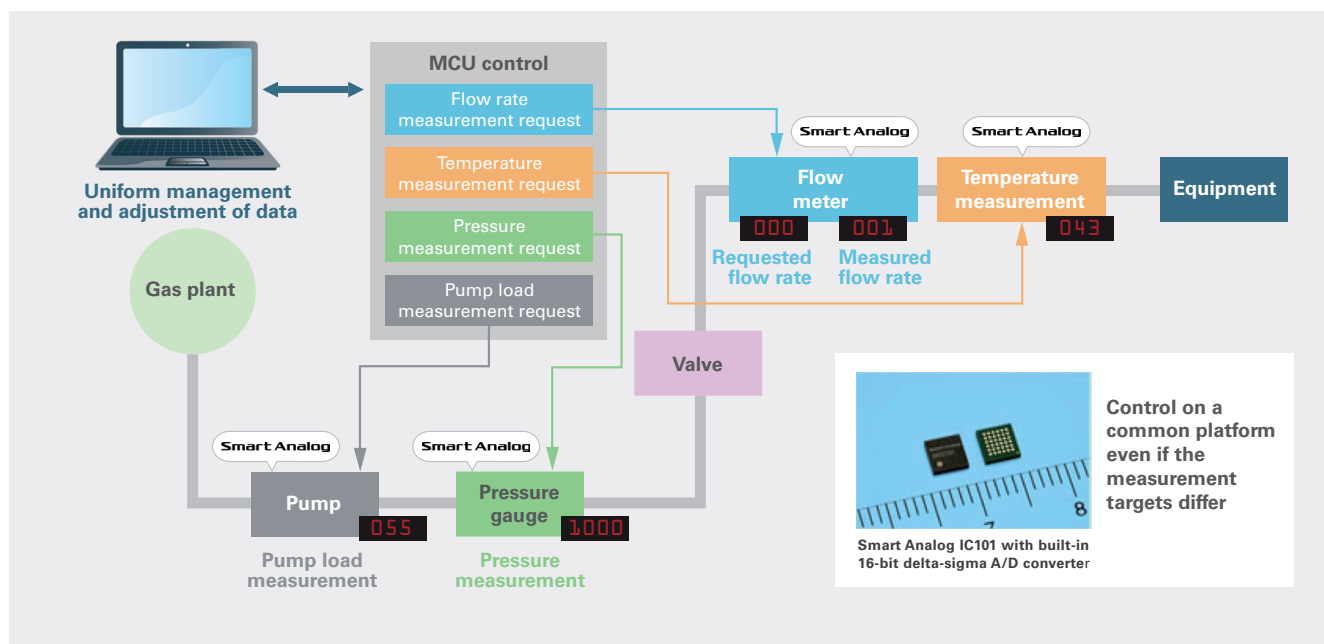 MCU control
Flow rate
measurement request
Temperature
measurement request
Pressure
measurement request
Pump load
measurement request
Uniform management
and adjustment of data
Gas plant
Smart Analog
Smart Analog
Flow
meter
Temperature
measurement
Equipment
000
001
043
Requested
flow rate
Measured
flow rate
Valve
Smart Analog
Smart Analog
Pump
Pressure
gauge
055
1000
Pump load
measurement
Pressure
measurement
7
8
Control on a
common platform
even if the
measurement
targets differ
Smart Analog IC101 with built-in
16-bit delta-sigma A/D converter